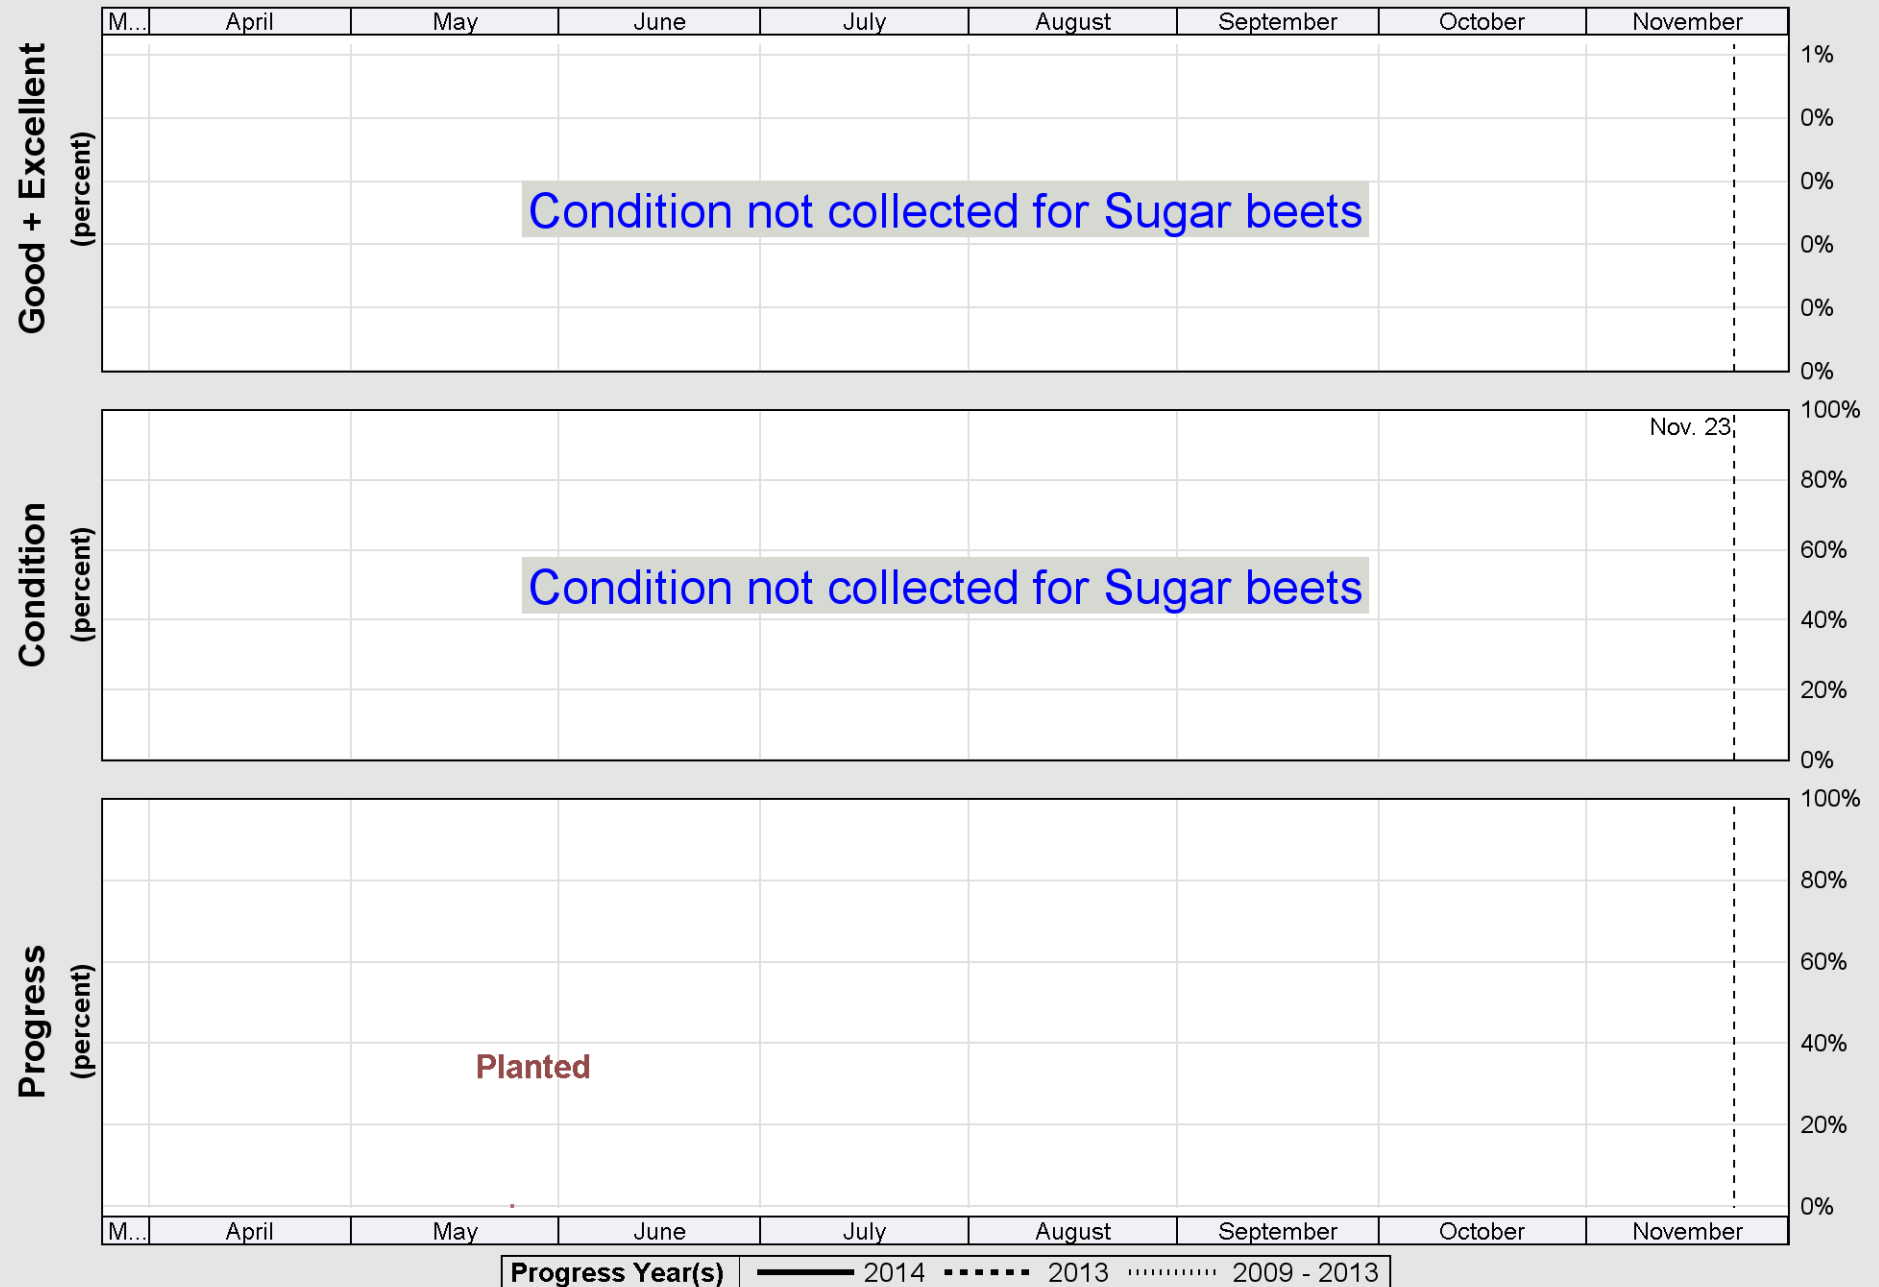 M... April May June July August September October November
Good + Excellent
(percent)
1%
0%
0%
0%
0%
0%
Condition not collected for Sugar beets
Condition
(percent)
100%
80%
60%
40%
20%
0%
Nov. 23
Condition not collected for Sugar beets
Progress
(percent)
100%
80%
60%
40%
20%
0%
Planted
M... April May June July August September October November
Progress Year(s) 2014 2013 2009 - 2013